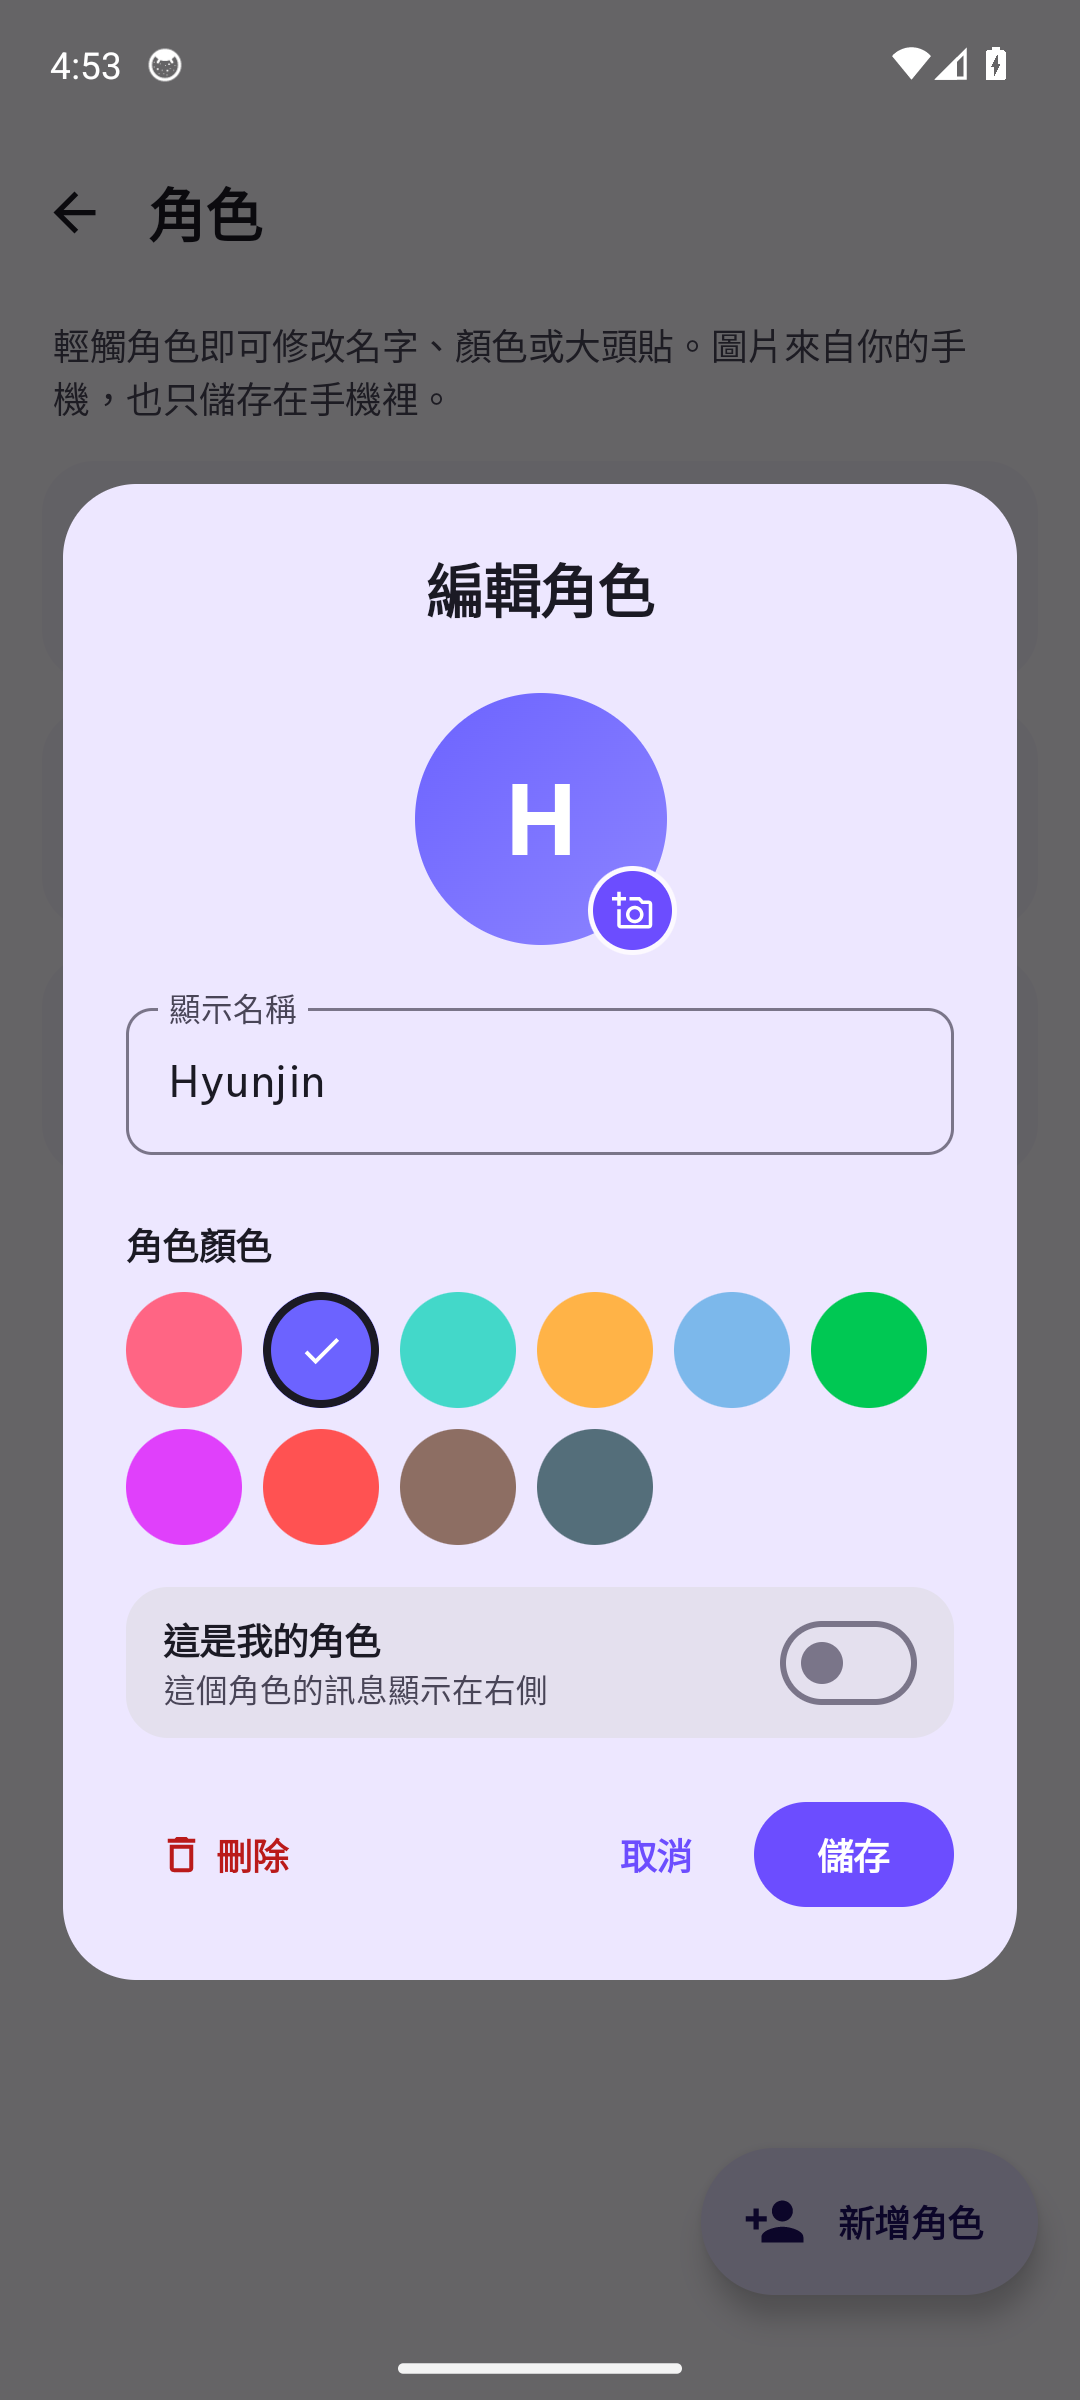 4:53
角色
輕觸角色即可修改名字、顏色或大頭貼。圖片來自你的手
機，也只儲存在手機裡。
編輯角色
H
顯示名稱
Hyunjin
角色顏色
這是我的角色
這個角色的訊息顯示在右側
刪除
取消
儲存
新增角色